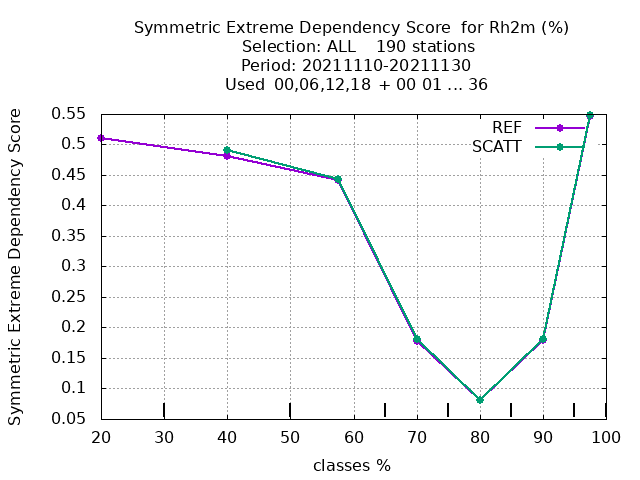 Symmetric Extreme Dependency Score  for Rh2m (%)
Selection: ALL    190 stations
Period: 20211110-20211130
Used  00,06,12,18  + 00 01 ... 36
Symmetric Extreme Dependency Score
0.55
0.5
0.45
0.4
0.35
0.3
0.25
0.2
0.15
0.1
0.05
REF
SCATT
20 30 40 50 60 70 80 90 100
classes %